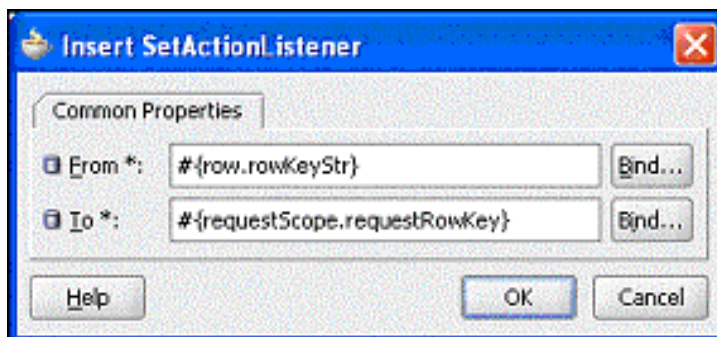 Insert SetActionListener
Common Properties
From *: #{row.rowKeyStr} Bind...
To *: #{requestScope.requestRowKey} Bind...
Help OK Cancel